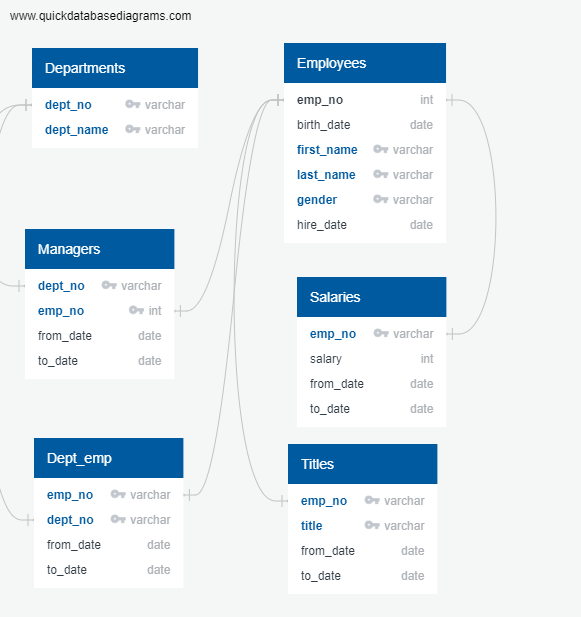 www.quickdatabasediagrams.com
Departments
dept_no varchar
dept_name varchar
Employees
emp_no int
birth_date date
first_name varchar
last_name varchar
gender varchar
hire_date date
Managers
dept_no varchar
emp_no int
from_date date
to_date date
Salaries
emp_no varchar
salary int
from_date date
to_date date
Dept_emp
emp_no varchar
dept_no varchar
from_date date
to_date date
Titles
emp_no varchar
title varchar
from_date date
to_date date